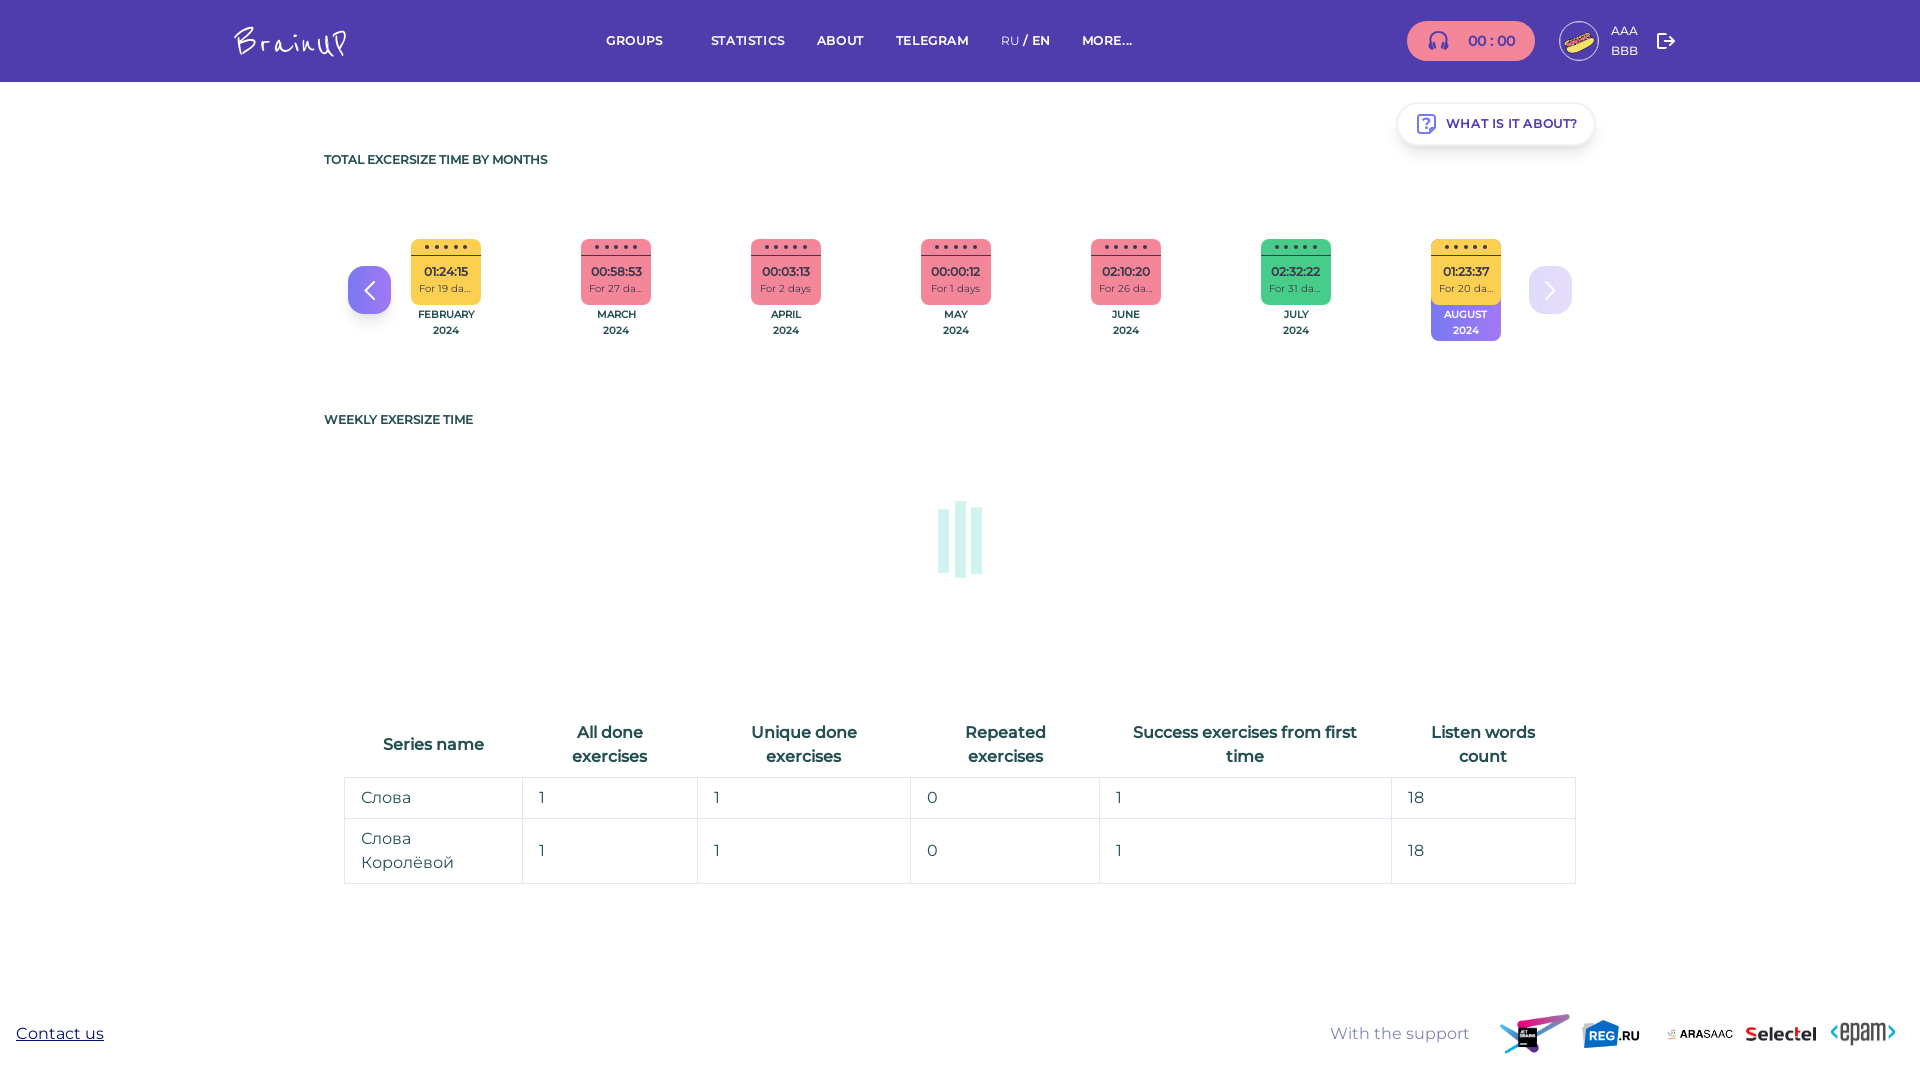 BrainUP
GROUPS STATISTICS ABOUT TELEGRAM RU / EN MORE...
00 : 00
AAA
BBB
WHAT IS IT ABOUT?
TOTAL EXCERSIZE TIME BY MONTHS
01:24:15
For 19 da...
FEBRUARY
2024
00:58:53
For 27 da...
MARCH
2024
00:03:13
For 2 days
APRIL
2024
00:00:12
For 1 days
MAY
2024
02:10:20
For 26 da...
JUNE
2024
02:32:22
For 31 da...
JULY
2024
01:23:37
For 20 da...
AUGUST
2024
WEEKLY EXERSIZE TIME
Series name
All done
exercises
Unique done
exercises
Repeated
exercises
Success exercises from first
time
Listen words
count
Слова 1 1 0 1 18
Слова
Королёвой
1 1 0 1 18
Contact us
With the support
JET
BRAINS
REG.RU
ARASAAC
Selectel
<epam>